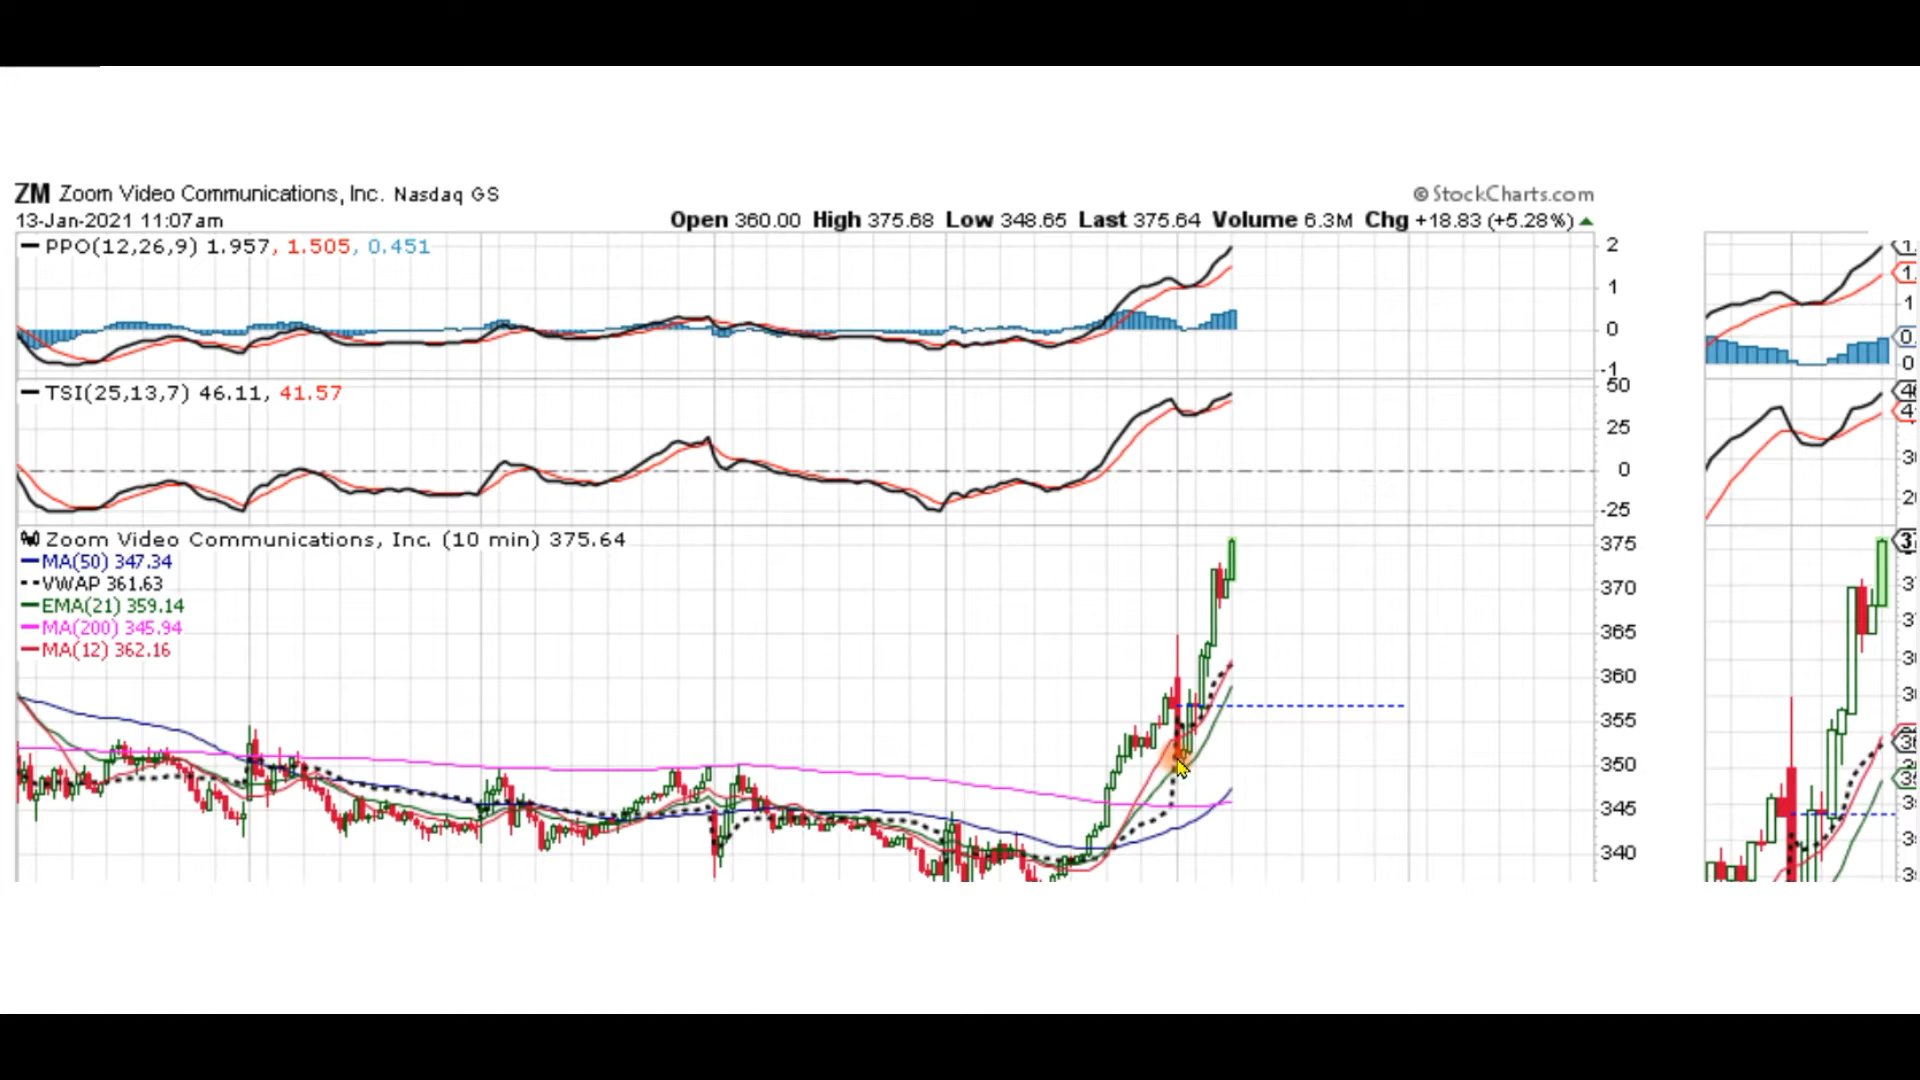 ZM Zoom Video Communications, Inc. Nasdaq GS
© StockCharts.com
13-Jan-2021 11:07am
Open 360.00 High 375.68 Low 348.65 Last 375.64 Volume 6.3M Chg +18.83 (+5.28%)
PPO(12,26,9) 1.957, 1.505, 0.451
2
1
0
-1
TSI(25,13,7) 46.11, 41.57
50
25
0
-25
Zoom Video Communications, Inc. (10 min) 375.64
MA(50) 347.34
VWAP 361.63
EMA(21) 359.14
MA(200) 345.94
MA(12) 362.16
375
370
365
360
355
350
345
340
1
0